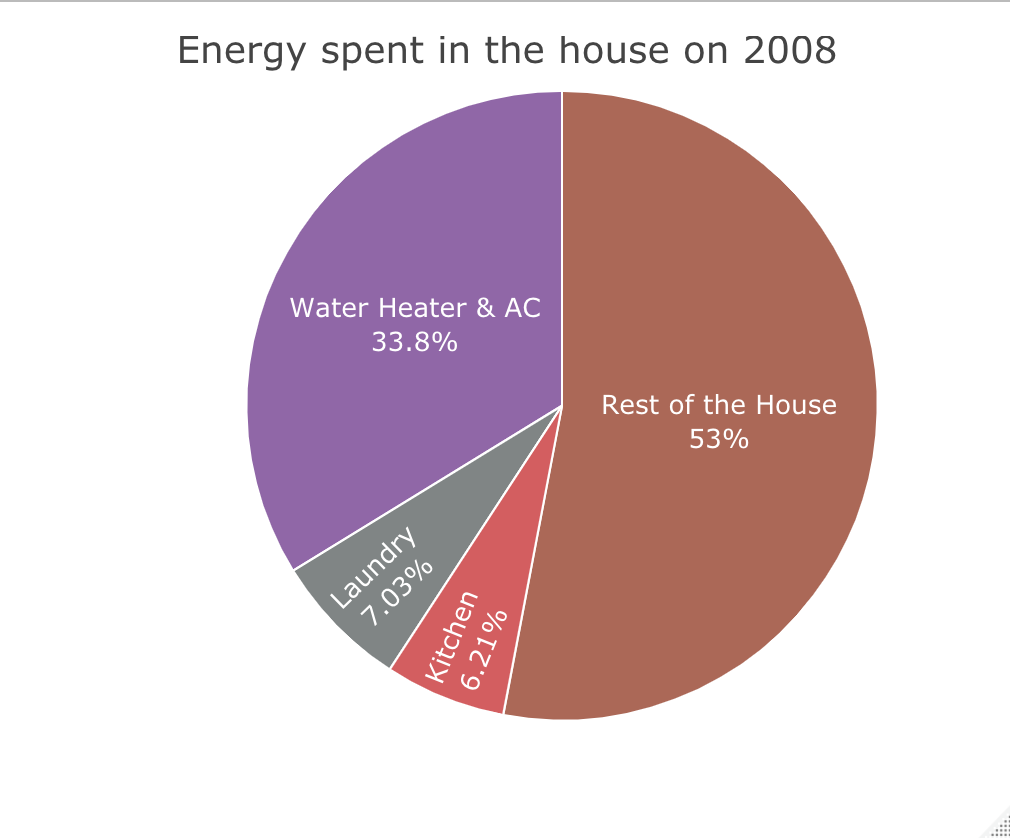 Energy spent in the house on 2008
Water Heater & AC
33.8%
Rest of the House
53%
Laundry
7.03%
Kitchen
6.21%